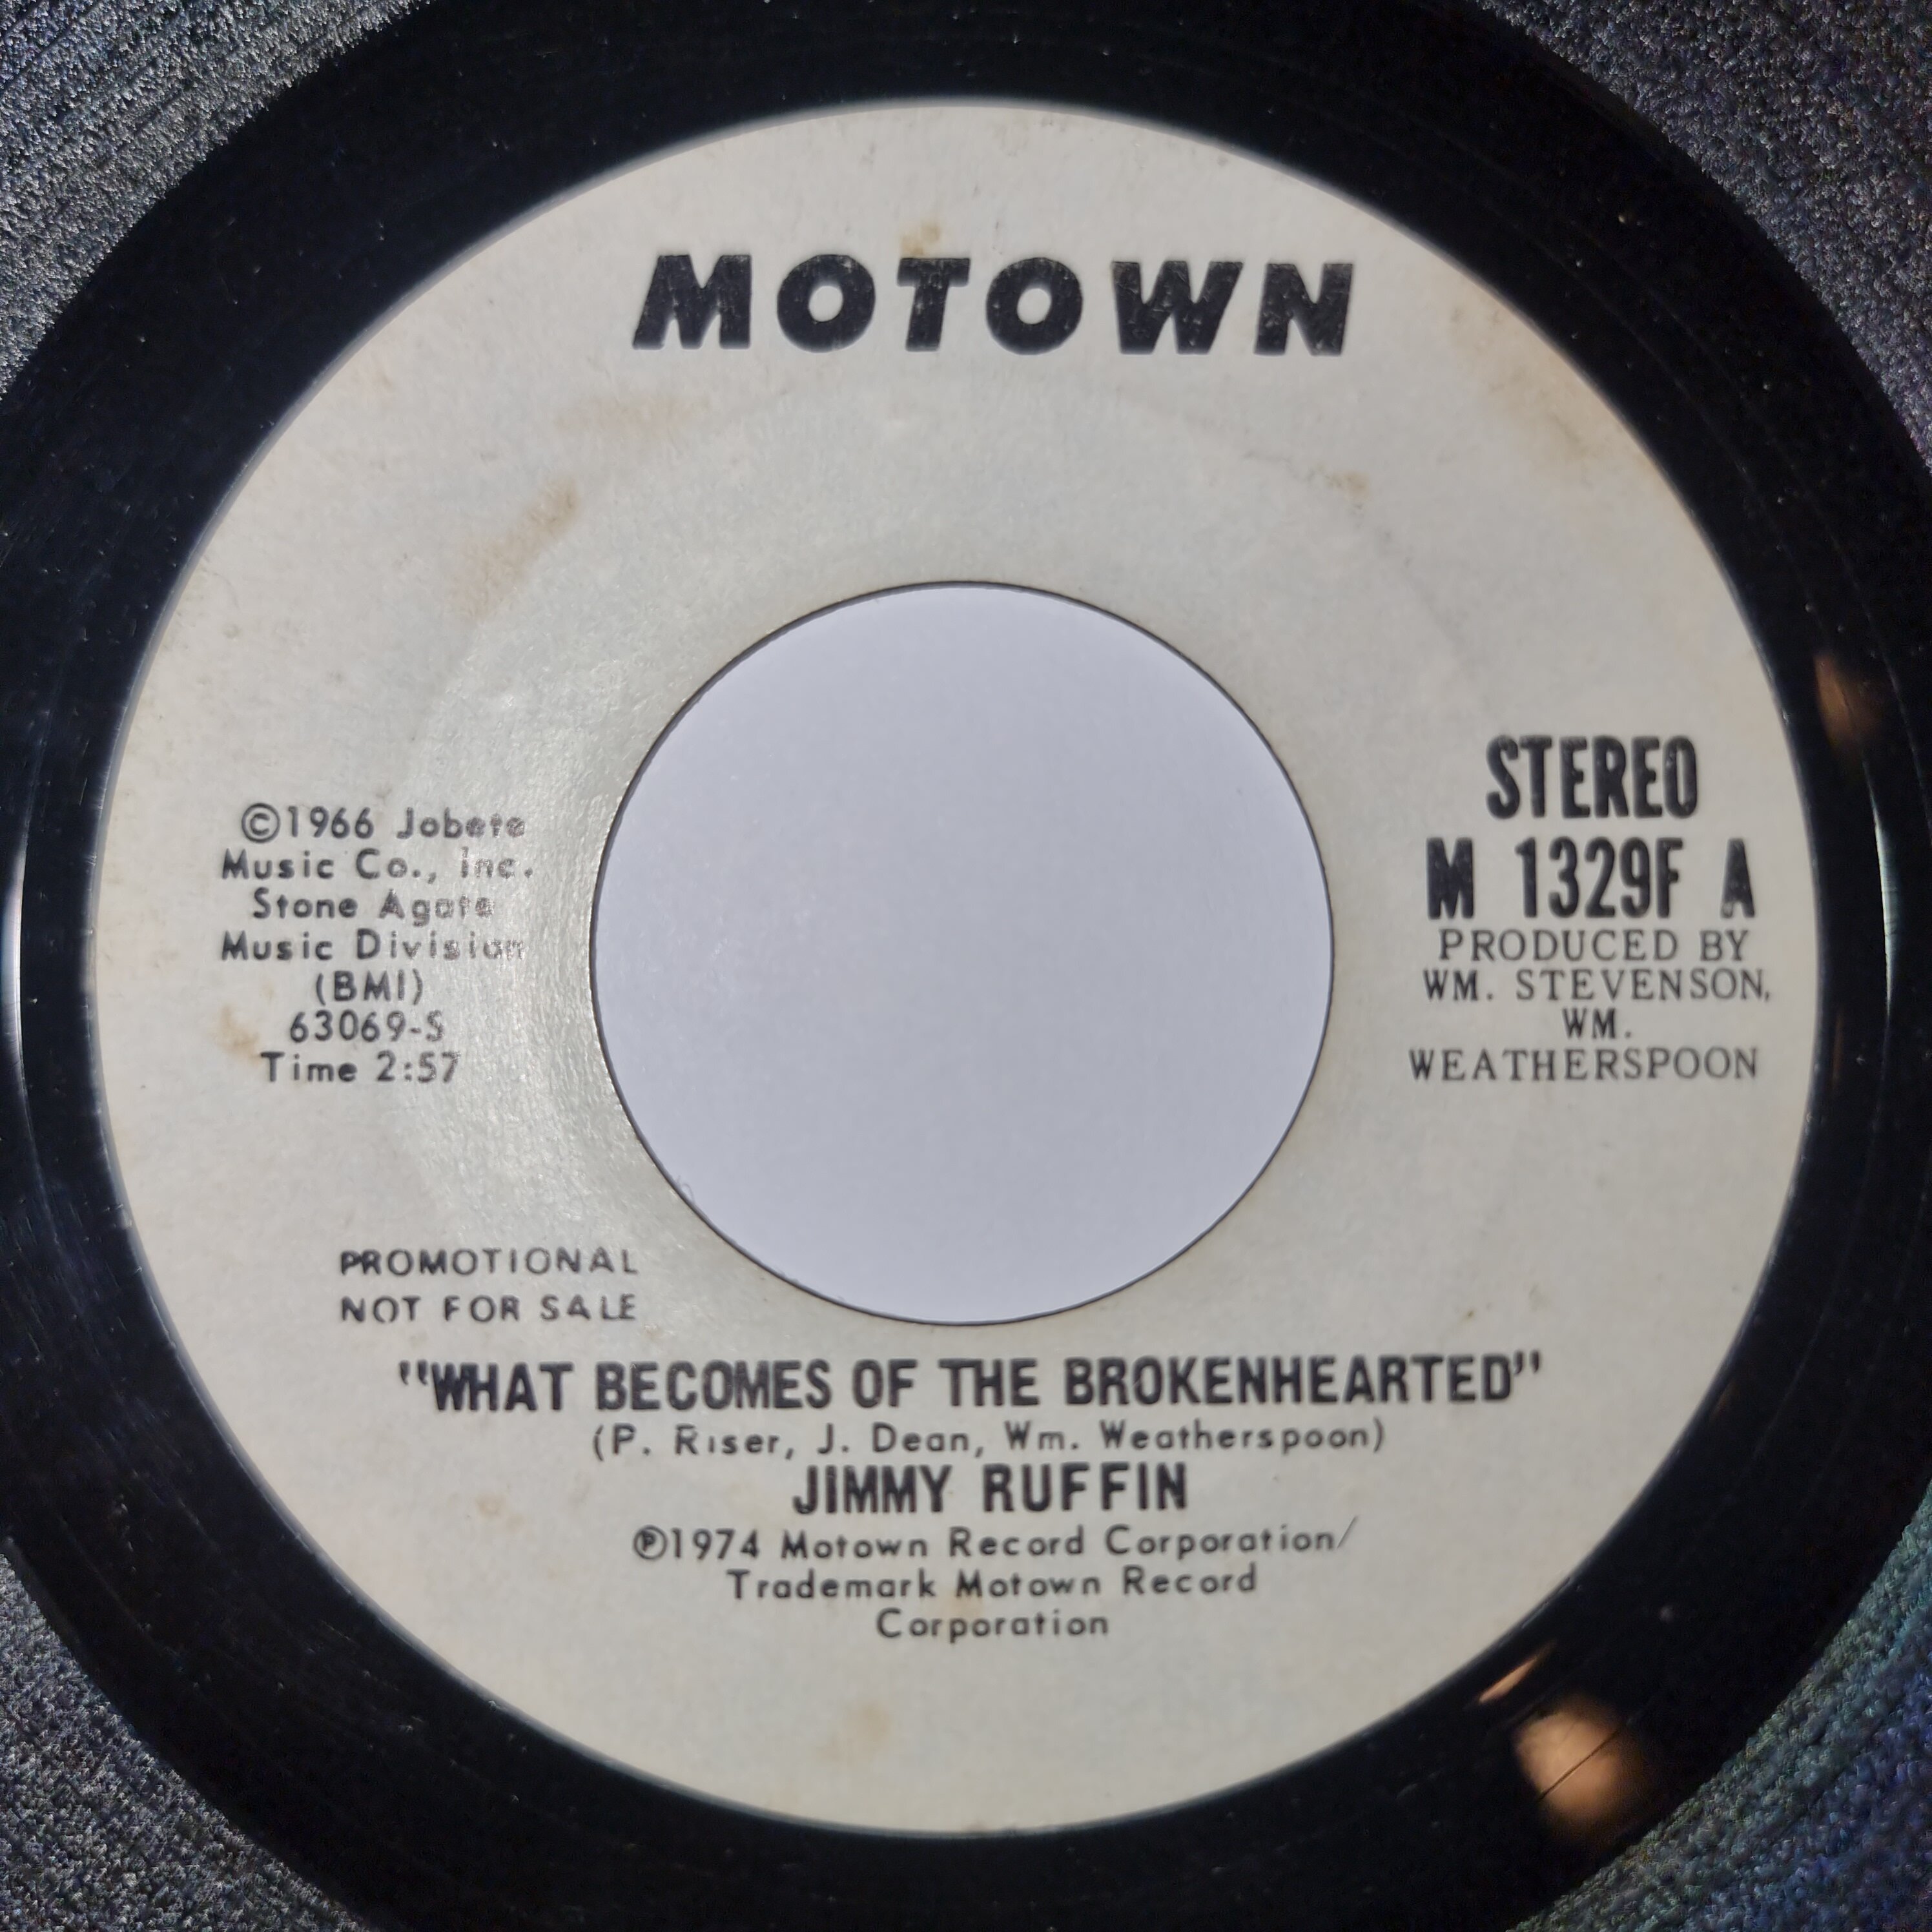 MOTOWN
©1966 Jobete
Music Co., Inc.
Stone Agate
Music Division
(BMI)
63069-S
Time 2:57
STEREO
M 1329F A
PRODUCED BY
WM. STEVENSON,
WM.
WEATHERSPOON
PROMOTIONAL
NOT FOR SALE
"WHAT BECOMES OF THE BROKENHEARTED"
(P. Riser, J. Dean, Wm. Weatherspoon)
JIMMY RUFFIN
℗1974 Motown Record Corporation/
Trademark Motown Record
Corporation